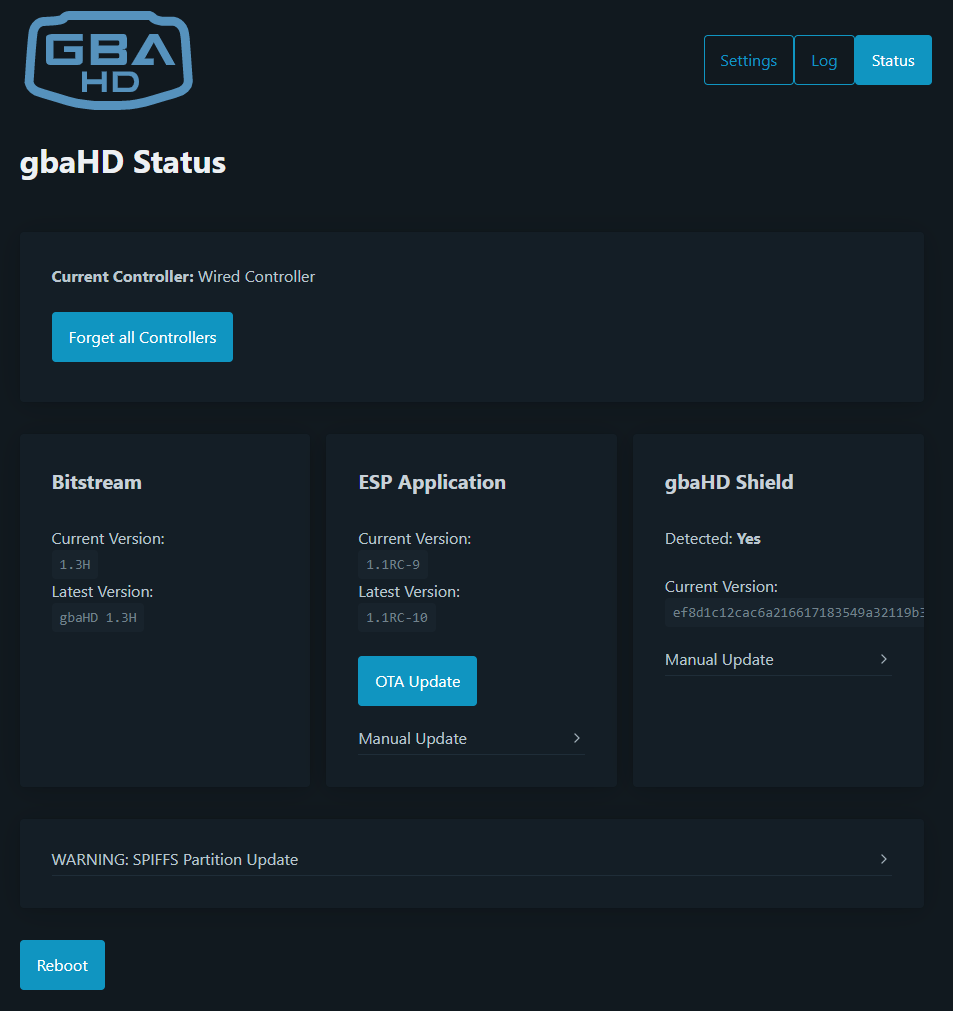 GBA
HD
Settings
Log
Status
gbaHD Status
Current Controller: Wired Controller
Forget all Controllers
Bitstream
Current Version:
1.3H
Latest Version:
gbaHD 1.3H
ESP Application
Current Version:
1.1RC-9
Latest Version:
1.1RC-10
OTA Update
Manual Update
gbaHD Shield
Detected: Yes
Current Version:
ef8d1c12cac6a216617183549a32119b3
Manual Update
WARNING: SPIFFS Partition Update
Reboot